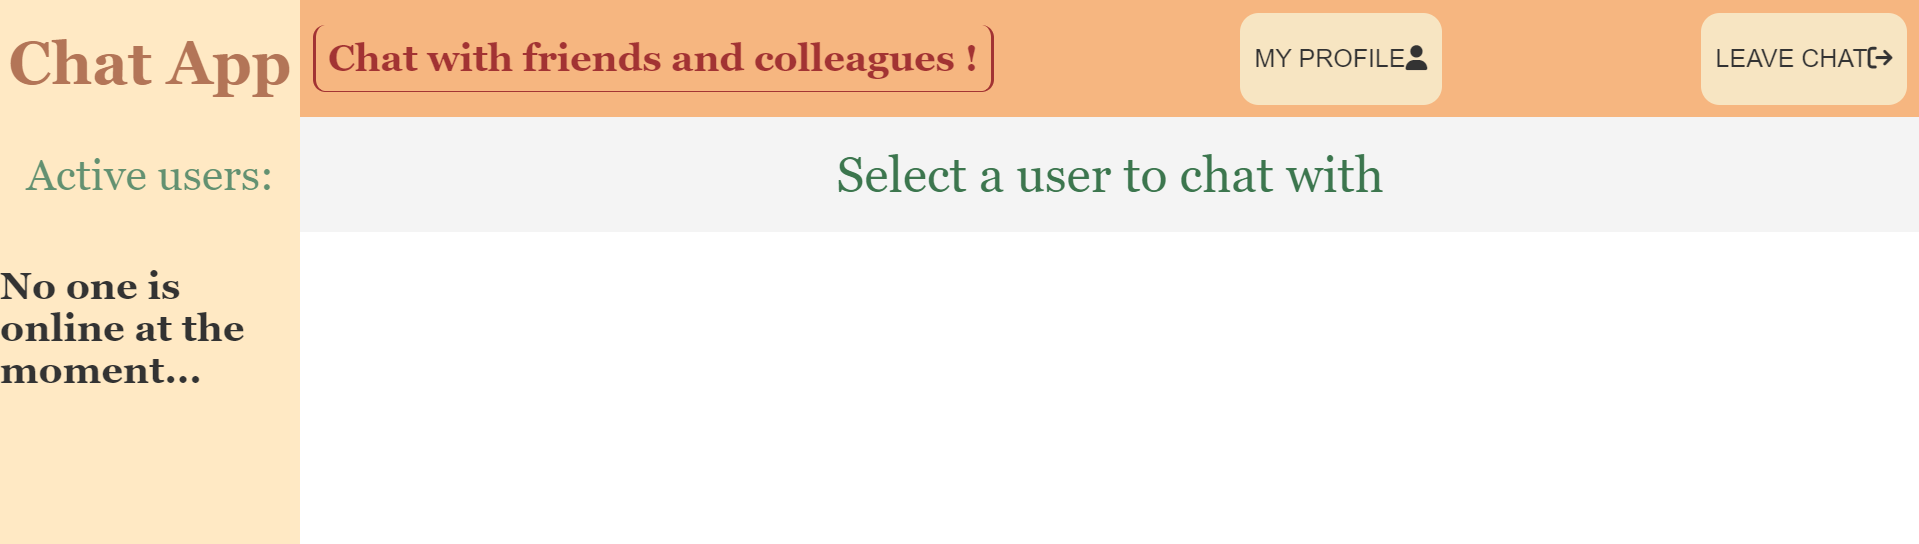 Chat App
Chat with friends and colleagues !
MY PROFILE
LEAVE CHAT
Active users:
Select a user to chat with
No one is
online at the
moment...